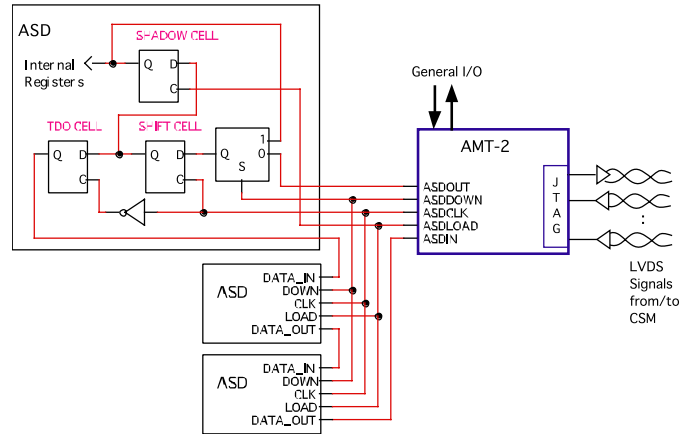 ASD
SHADOW CELL
Internal
Registers
Q D
C
TDO CELL
SHIFT CELL
Q D
C
Q D
C
Q
1
0
S
General I/O
AMT-2
ASDOUT
ASDDOWN
ASDCLK
ASDLOAD
ASDIN
J
T
A
G
:
LVDS
Signals
from/to
CSM
ASD
DATA_IN
DOWN
CLK
LOAD
DATA_OUT
ASD
DATA_IN
DOWN
CLK
LOAD
DATA_OUT